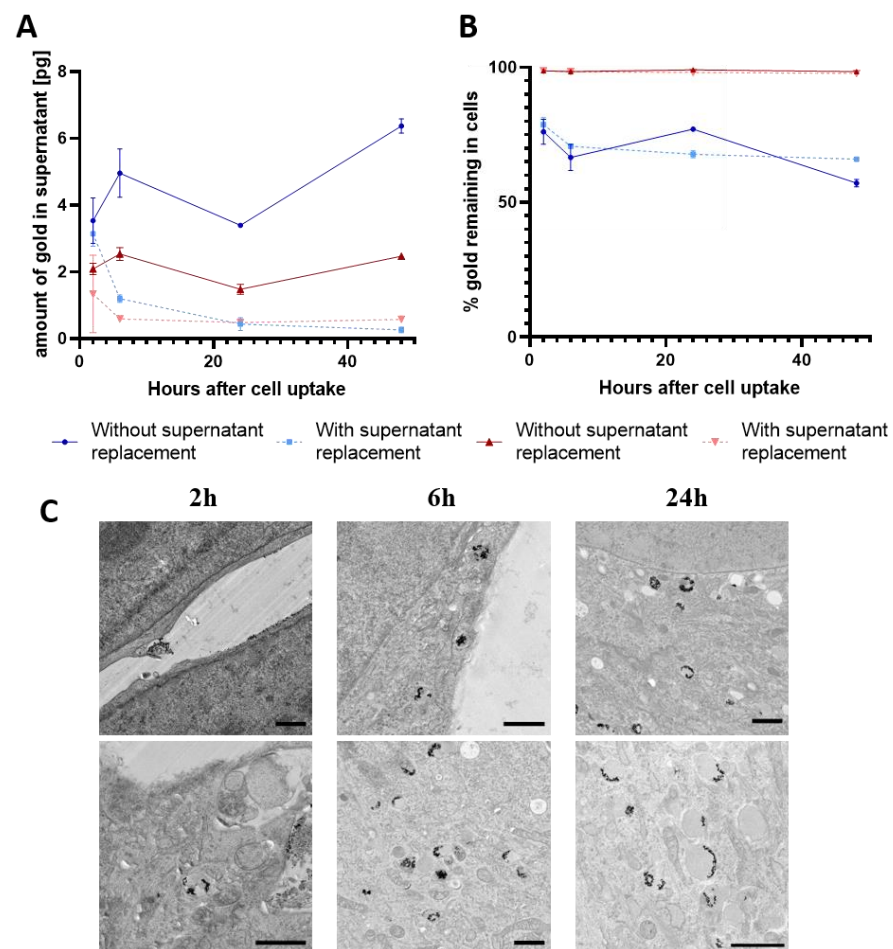 A
B
amount of gold in supernatant [pg]
8
6
4
2
0
0
20
40
Hours after cell uptake
% gold remaining in cells
100
50
0
0
20
40
Hours after cell uptake
Without supernatant
replacement
With supernatant
replacement
Without supernatant
replacement
With supernatant
replacement
C
2h
6h
24h